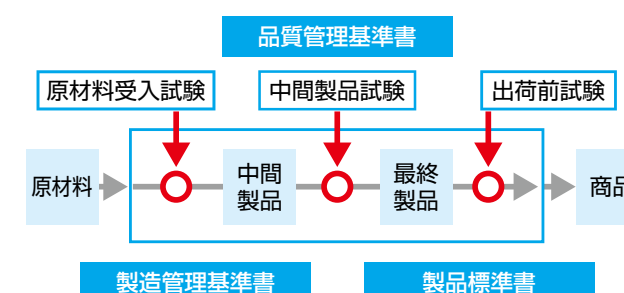 品質管理基準書
原材料受入試験
中間製品試験
出荷前試験
原材料
中間
製品
最終
製品
商品
製造管理基準書
製品標準書